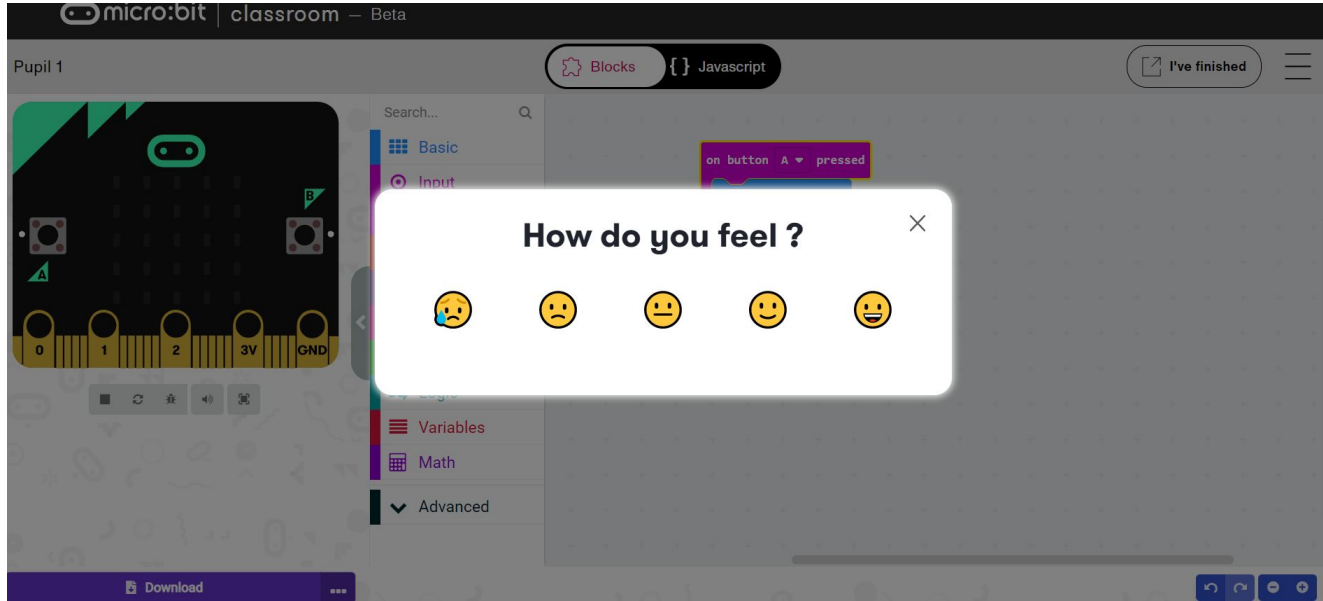 micro:bit | classroom – Beta
Pupil 1
Blocks
{ } Javascript
I've finished
Search...
Basic
Input
on button A pressed
How do you feel ?
B
A
0 1 2 3V GND
Logic
Variables
Math
Advanced
Download